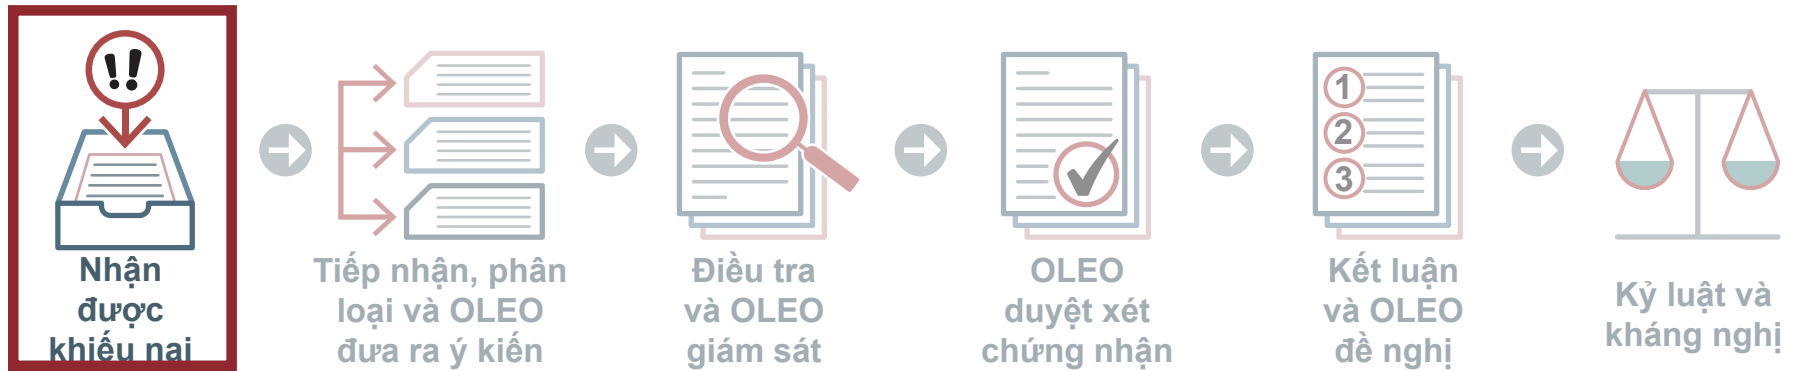 !!
Nhận
được
khiếu nại
Tiếp nhận, phân
loại và OLEO
đưa ra ý kiến
Điều tra
và OLEO
giám sát
OLEO
duyệt xét
chứng nhận
1
2
3
Kết luận
và OLEO
đề nghị
Kỷ luật và
kháng nghị